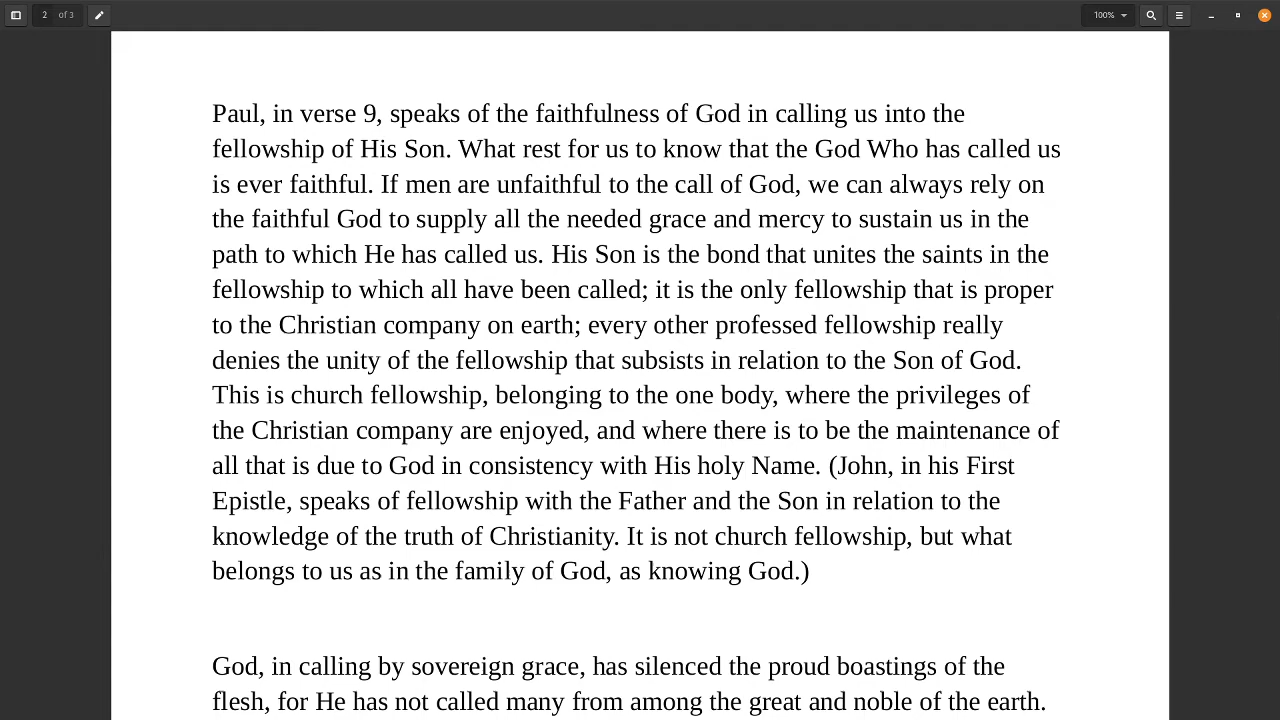 2 of 3
100%
Paul, in verse 9, speaks of the faithfulness of God in calling us into the
fellowship of His Son. What rest for us to know that the God Who has called us
is ever faithful. If men are unfaithful to the call of God, we can always rely on
the faithful God to supply all the needed grace and mercy to sustain us in the
path to which He has called us. His Son is the bond that unites the saints in the
fellowship to which all have been called; it is the only fellowship that is proper
to the Christian company on earth; every other professed fellowship really
denies the unity of the fellowship that subsists in relation to the Son of God.
This is church fellowship, belonging to the one body, where the privileges of
the Christian company are enjoyed, and where there is to be the maintenance of
all that is due to God in consistency with His holy Name. (John, in his First
Epistle, speaks of fellowship with the Father and the Son in relation to the
knowledge of the truth of Christianity. It is not church fellowship, but what
belongs to us as in the family of God, as knowing God.)
God, in calling by sovereign grace, has silenced the proud boastings of the
flesh, for He has not called many from among the great and noble of the earth.